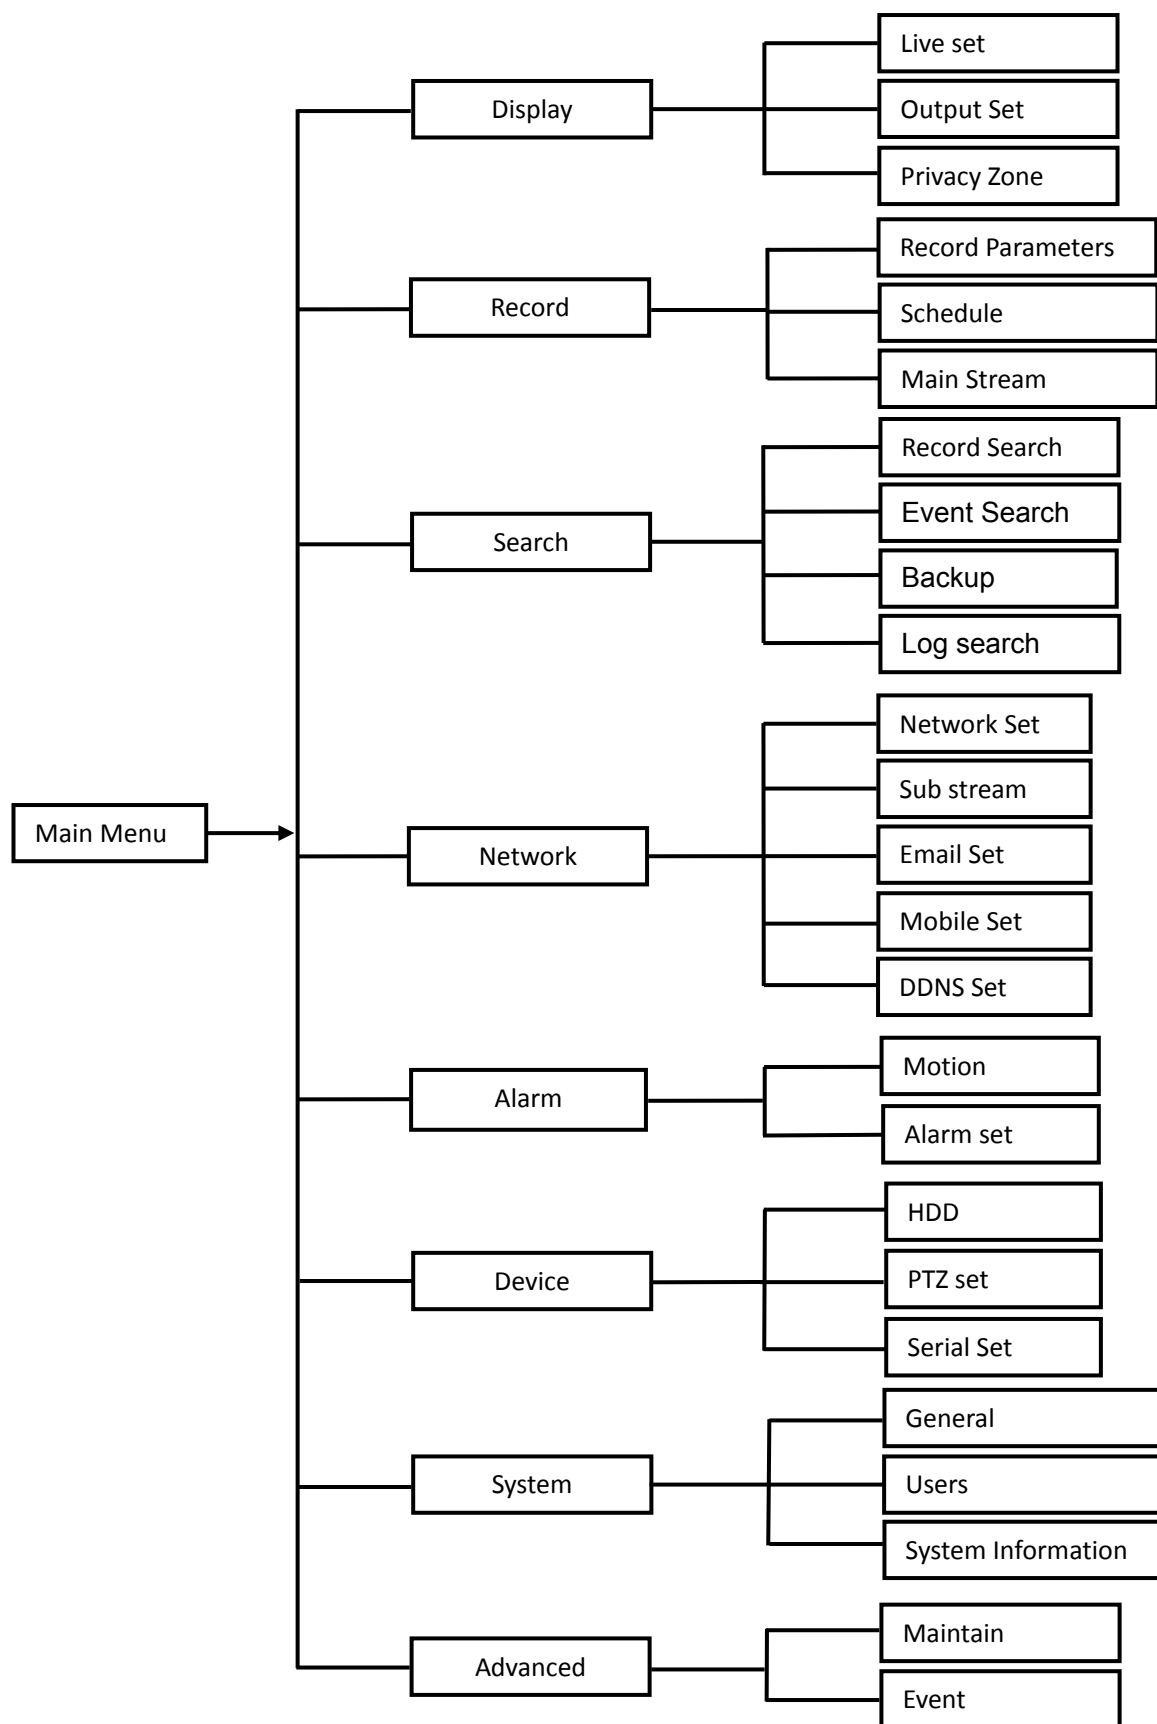 Main Menu
Display
Live set
Output Set
Privacy Zone
Record
Record Parameters
Schedule
Main Stream
Search
Record Search
Event Search
Backup
Log search
Network
Network Set
Sub stream
Email Set
Mobile Set
DDNS Set
Alarm
Motion
Alarm set
Device
HDD
PTZ set
Serial Set
System
General
Users
System Information
Advanced
Maintain
Event